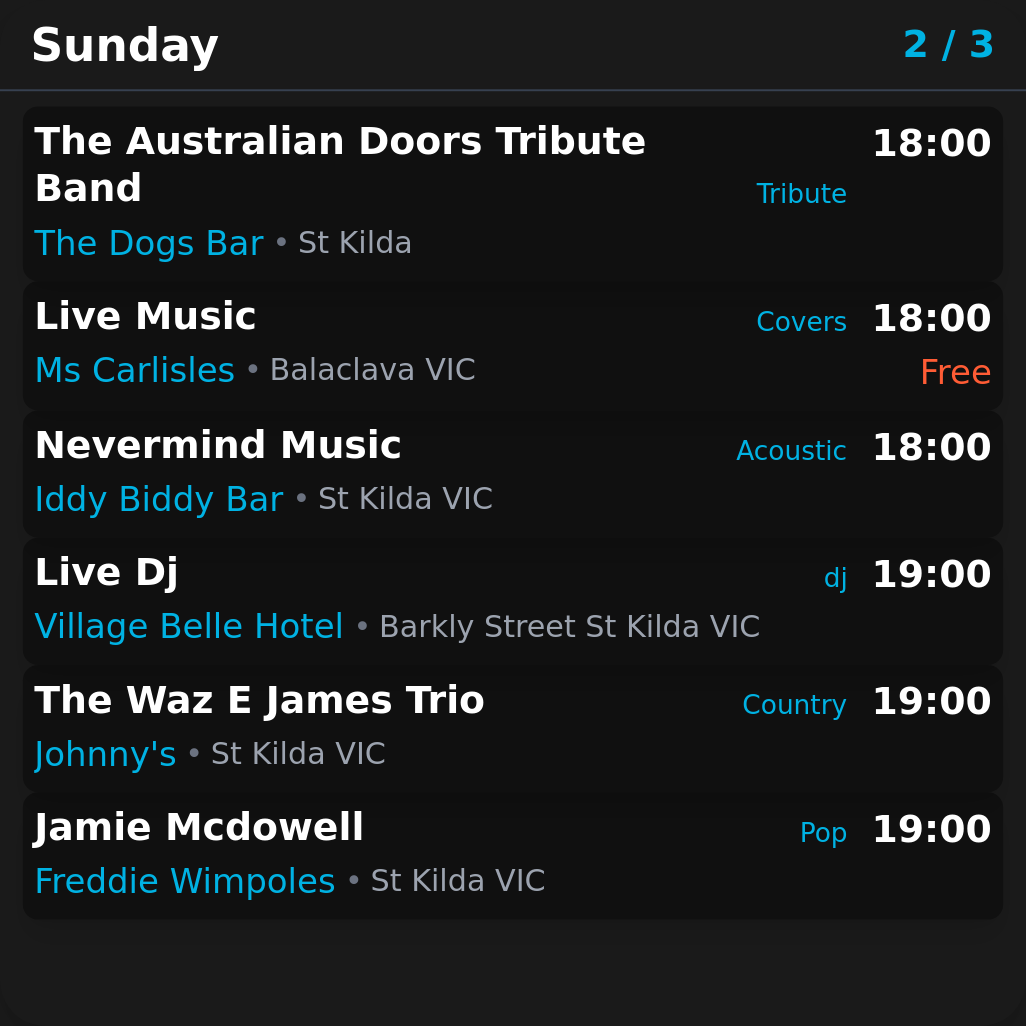 Sunday 2 / 3
The Australian Doors Tribute 18:00
Band Tribute
The Dogs Bar • St Kilda
Live Music Covers 18:00
Ms Carlisles • Balaclava VIC Free
Nevermind Music Acoustic 18:00
Iddy Biddy Bar • St Kilda VIC
Live Dj dj 19:00
Village Belle Hotel • Barkly Street St Kilda VIC
The Waz E James Trio Country 19:00
Johnny's • St Kilda VIC
Jamie Mcdowell Pop 19:00
Freddie Wimpoles • St Kilda VIC